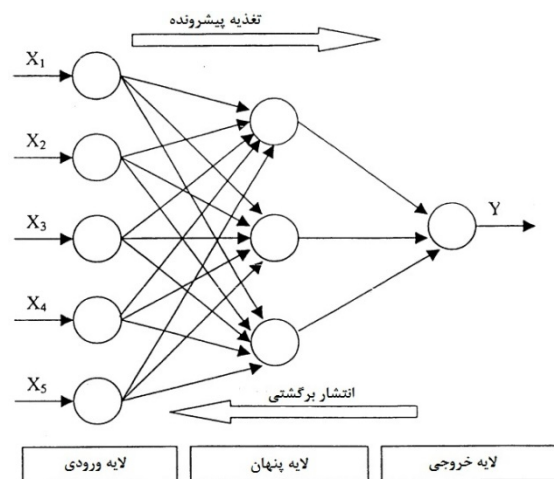 تغذیه پیشرونده
X1
X2
X3
X4
X5
Y
انتشار برگشتی
لایه خروجی
لایه پنهان
لایه ورودی